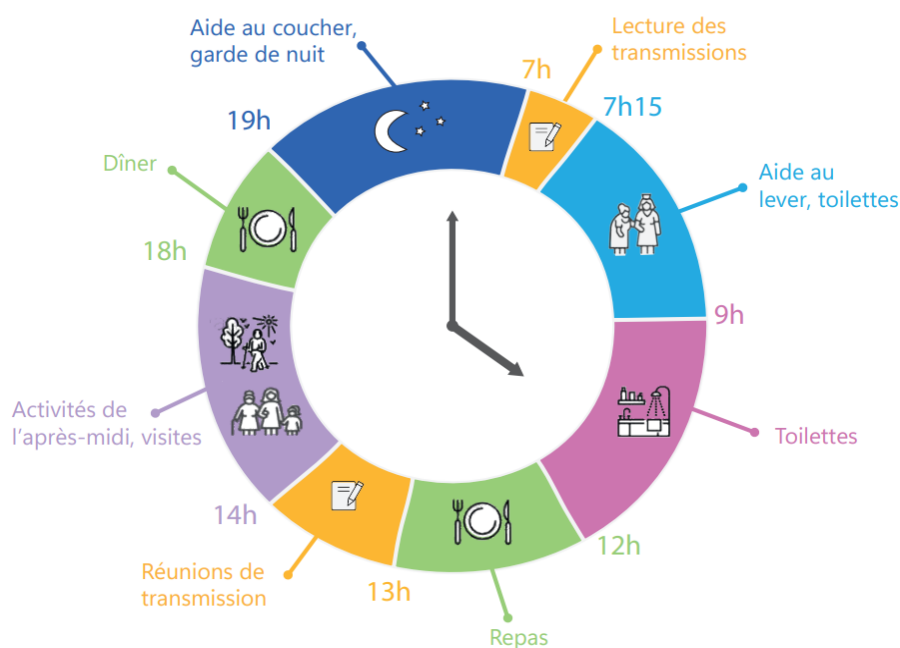 Lecture des
transmissions
7h
7h15
Aide au
lever, toilettes
9h
Toilettes
12h
Repas
13h
Réunions de
transmission
14h
Activités de
l'après-midi, visites
18h
Dîner
19h
Aide au coucher,
garde de nuit